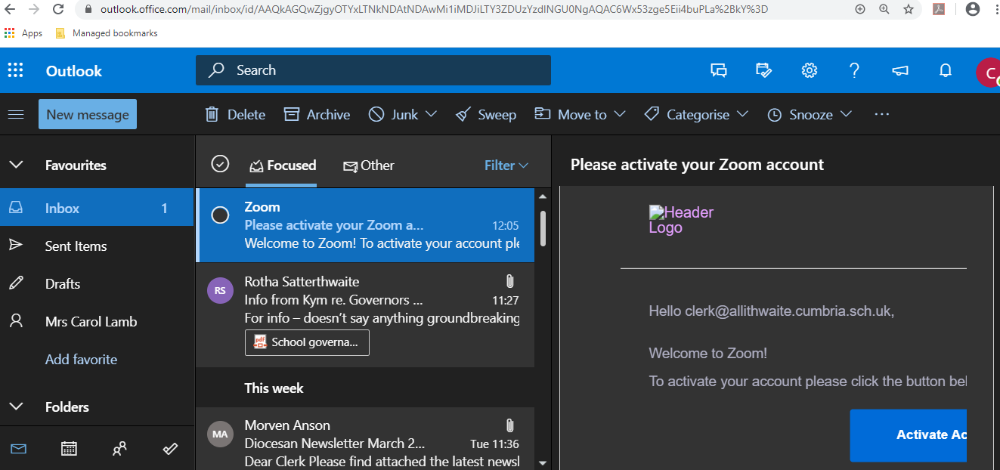 outlook.office.com/mail/inbox/id/AAQkAGQwZjgyOTYxLTNkNDAtNDAwMi1iMDJiLTY3ZDUzYzdlNGU0NgAQAC6Wx53zge5Eii4buPLa%2BkY%3D
Apps Managed bookmarks
Outlook Search C
New message Delete Archive Junk Sweep Move to Categorise Snooze ...
Favourites
Inbox 1
Sent Items
Drafts
Mrs Carol Lamb
Add favorite
Folders
Focused Other Filter
Zoom
Please activate your Zoom a... 12:05
Welcome to Zoom! To activate your account ple
RS
Rotha Satterthwaite
Info from Kym re. Governors ... 11:27
For info – doesn't say anything groundbreaking
pdf School governa...
This week
MA
Morven Anson
Diocesan Newsletter March 2... Tue 11:36
Dear Clerk Please find attached the latest newsl
Please activate your Zoom account
Header
Logo
Hello clerk@allithwaite.cumbria.sch.uk,
Welcome to Zoom!
To activate your account please click the button bel
Activate Ac